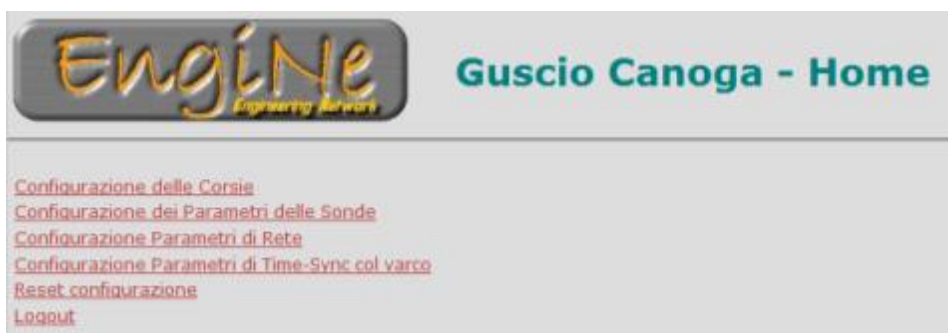 EngiNe
Engineering Network
Guscio Canoga - Home
Configurazione delle Corsie
Configurazione dei Parametri delle Sonde
Configurazione Parametri di Rete
Configurazione Parametri di Time-Sync col varco
Reset configurazione
Logout